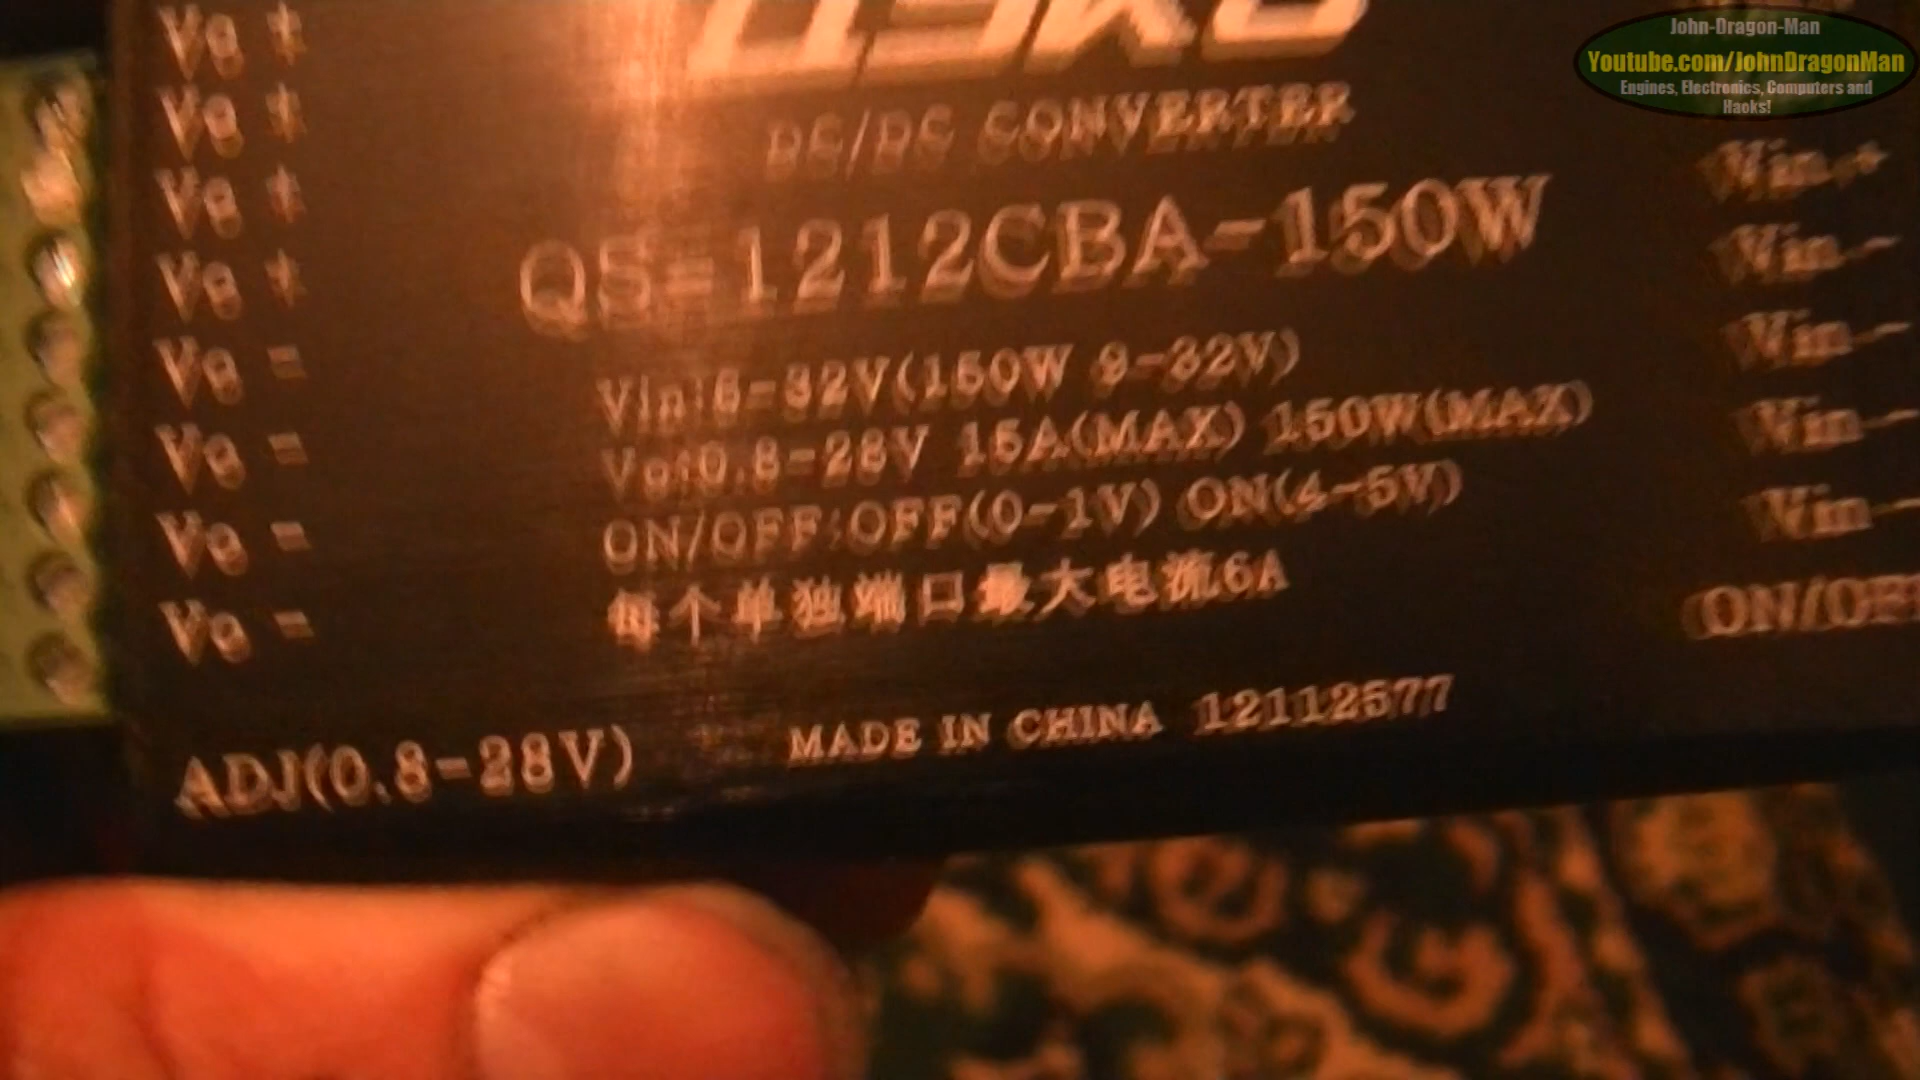 John-Dragon-Man
Youtube.com/JohnDragonMan
Engines, Electronics, Computers and
Hacks!
DC/DC CONVERTER
QS-1212CBA-150W
Vin:6-32V(150W 9-32V)
Vo:0.8-28V 15A(MAX) 150W(MAX)
ON/OFF:OFF(0-1V) ON(4-5V)
每个单独端口最大电流6A
MADE IN CHINA 12112577
Vo +
Vo +
Vo +
Vo +
Vo -
Vo -
Vo -
Vo -
ADJ(0.8-28V)
Vin +
Vin -
Vin -
Vin -
Vin -
ON/OFF